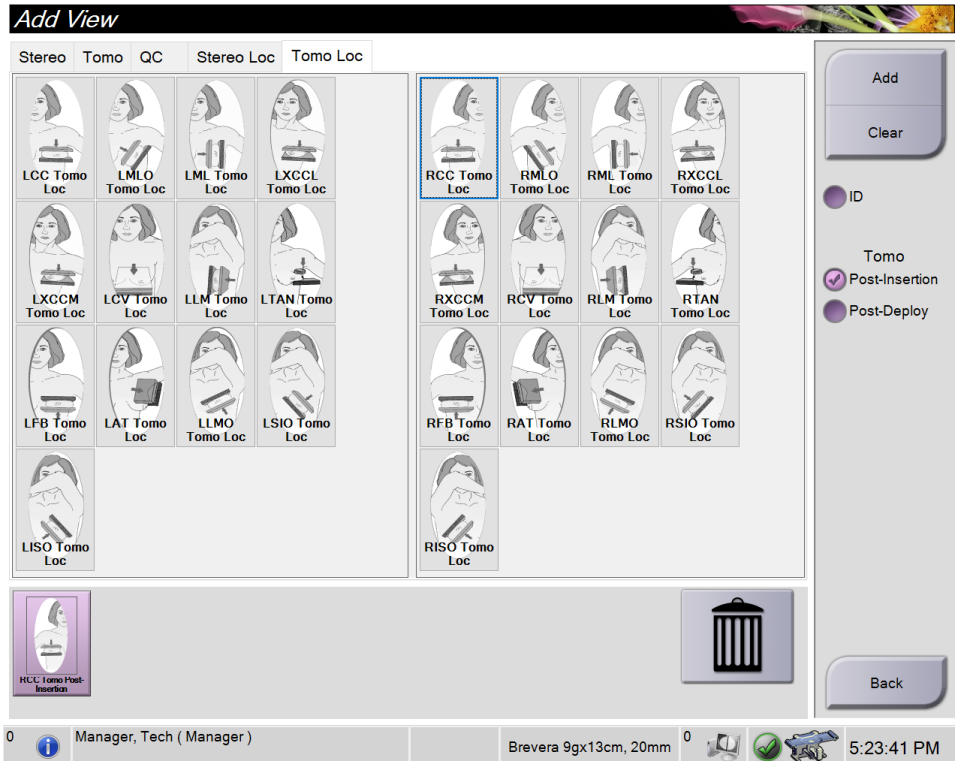 Add View
Stereo
Tomo
QC
Stereo Loc
Tomo Loc
LCC Tomo
Loc
LMLO
Tomo Loc
LML Tomo
Loc
LXCCL
Tomo Loc
RCC Tomo
Loc
RMLO
Tomo Loc
RML Tomo
Loc
RXCCL
Tomo Loc
LXCCM
Tomo Loc
LCV Tomo
Loc
LLM Tomo
Loc
LTAN Tomo
Loc
RXCCM
Tomo Loc
RCV Tomo
Loc
RLM Tomo
Loc
RTAN
Tomo Loc
LFB Tomo
Loc
LAT Tomo
Loc
LLMO
Tomo Loc
LSIO Tomo
Loc
RFB Tomo
Loc
RAT Tomo
Loc
RLMO
Tomo Loc
RSIO Tomo
Loc
LISO Tomo
Loc
RISO Tomo
Loc
Add
Clear
ID
Tomo
Post-Insertion
Post-Deploy
RCC Tomo Post-
Insertion
Back
0
Manager, Tech ( Manager )
Brevera 9gx13cm, 20mm
0
5:23:41 PM